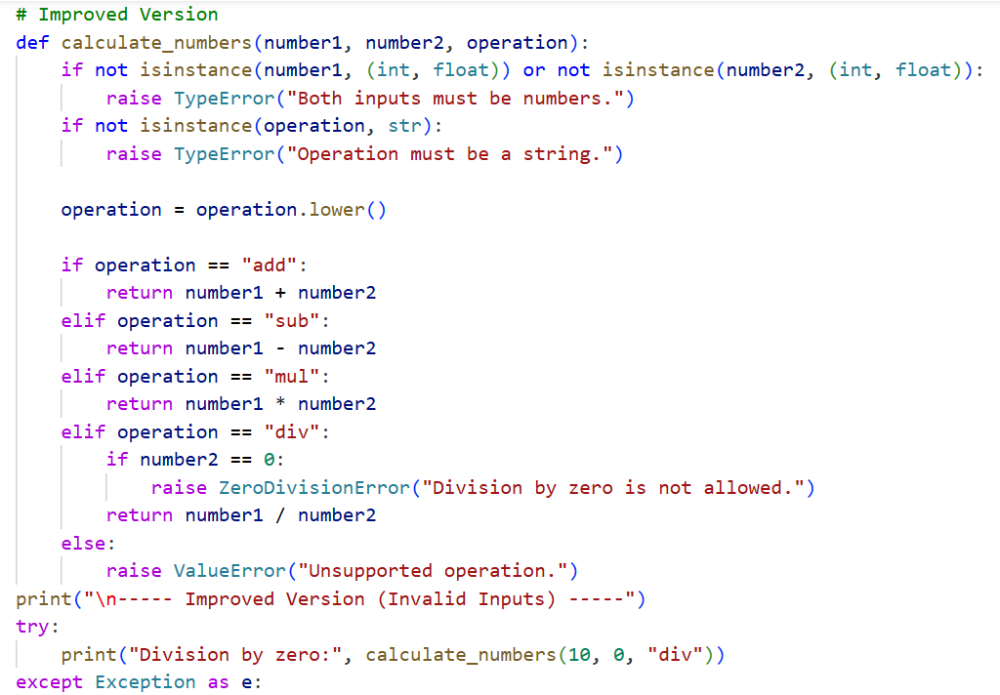 # Improved Version
def calculate_numbers(number1, number2, operation):
    if not isinstance(number1, (int, float)) or not isinstance(number2, (int, float)):
        raise TypeError("Both inputs must be numbers.")
    if not isinstance(operation, str):
        raise TypeError("Operation must be a string.")

    operation = operation.lower()

    if operation == "add":
        return number1 + number2
    elif operation == "sub":
        return number1 - number2
    elif operation == "mul":
        return number1 * number2
    elif operation == "div":
        if number2 == 0:
            raise ZeroDivisionError("Division by zero is not allowed.")
        return number1 / number2
    else:
        raise ValueError("Unsupported operation.")
print("\n----- Improved Version (Invalid Inputs) -----")
try:
    print("Division by zero:", calculate_numbers(10, 0, "div"))
except Exception as e: